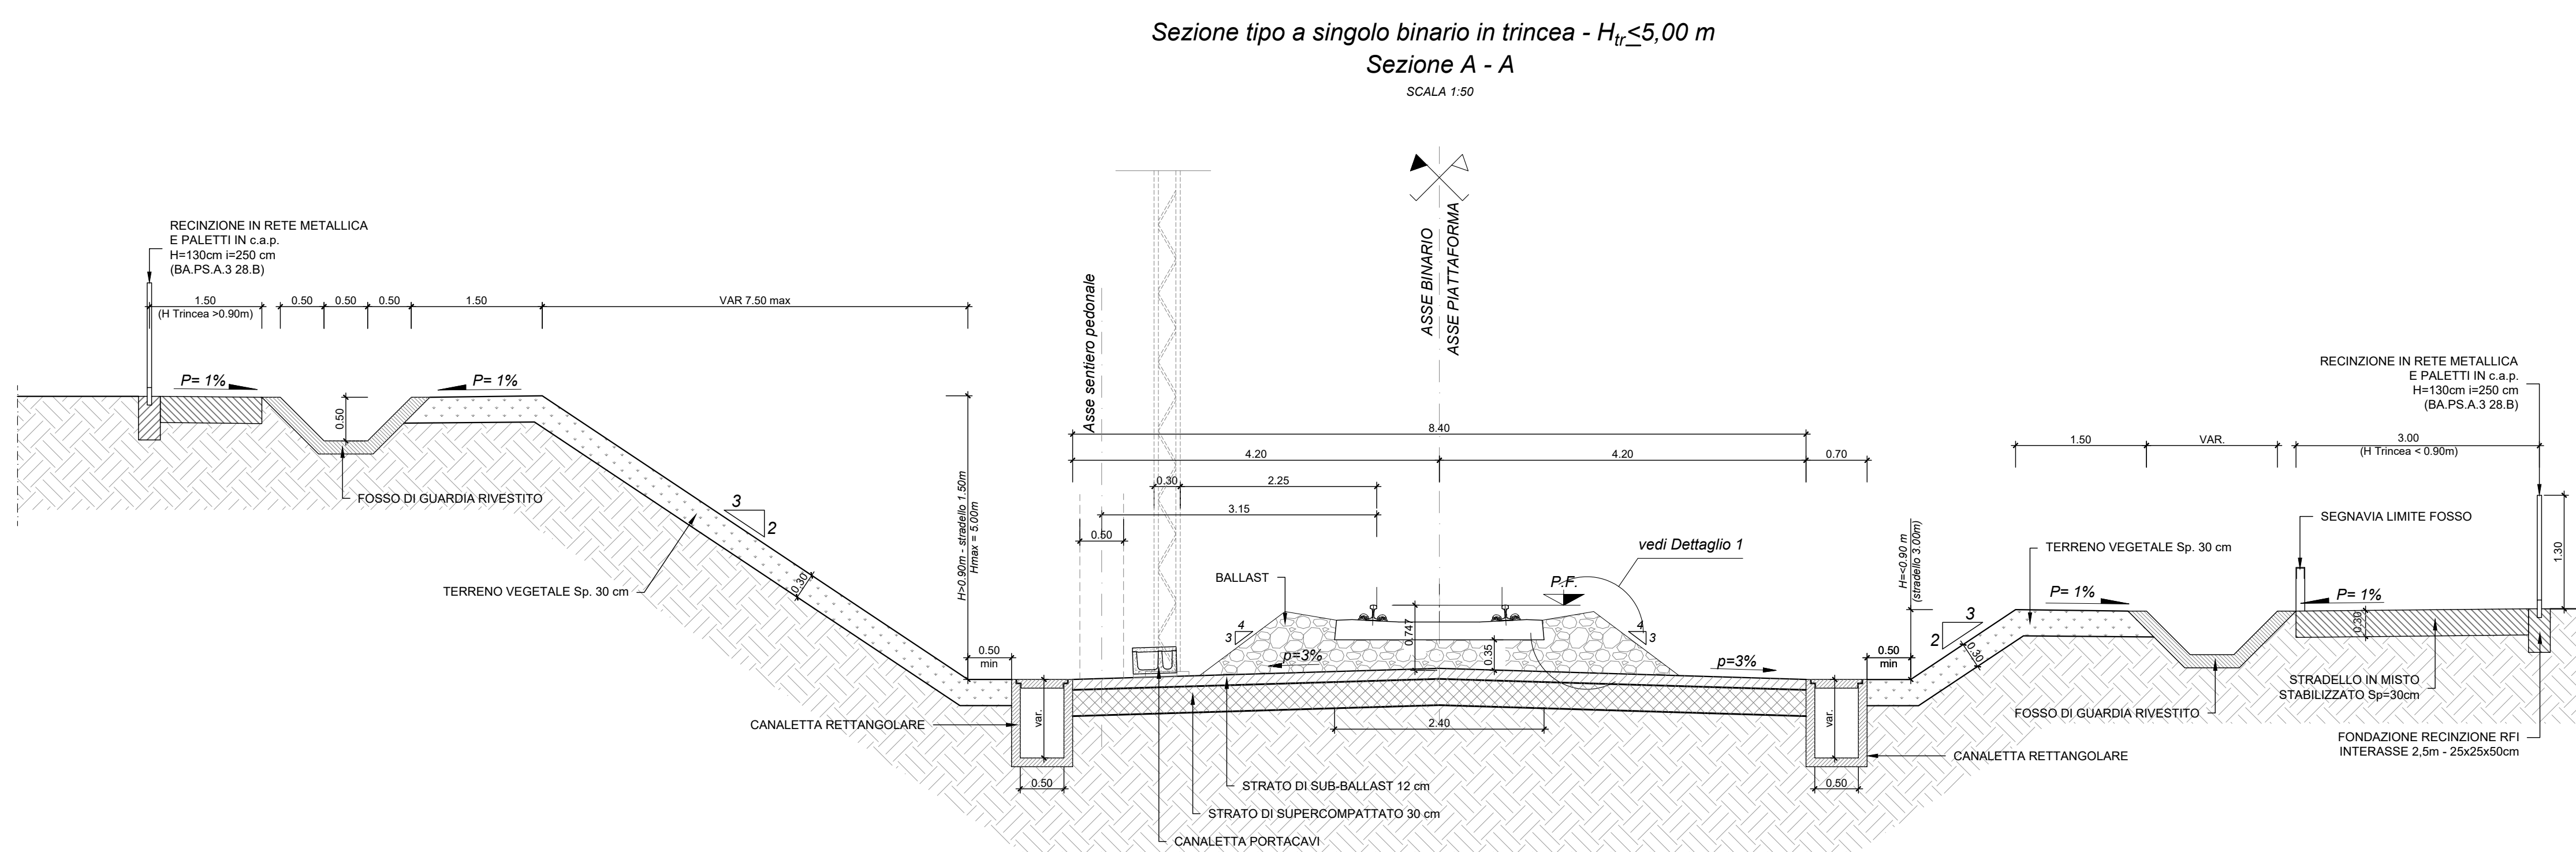 Sezione tipo a singolo binario in trincea - Htr≤5,00 m
Sezione A - A
SCALA 1:50
RECINZIONE IN RETE METALLICA
E PALETTI IN c.a.p.
H=130cm i=250 cm
(BA.PS.A.3 28.B)
1.50
(H Trincea >0.90m)
0.50
0.50
0.50
1.50
VAR 7.50 max
P= 1%
P= 1%
0.50
FOSSO DI GUARDIA RIVESTITO
3
2
TERRENO VEGETALE Sp. 30 cm
0.30
H>0.90m - stradello 1.50m
Hmax = 5.00m
0.50
min
CANALETTA RETTANGOLARE
var.
0.50
Asse sentiero pedonale
ASSE BINARIO
ASSE PIATTAFORMA
8.40
4.20
4.20
0.70
0.30
2.25
3.15
0.50
BALLAST
vedi Dettaglio 1
P.F.
4
3
4
3
0.747
0.35
p=3%
p=3%
2.40
STRATO DI SUB-BALLAST 12 cm
STRATO DI SUPERCOMPATTATO 30 cm
CANALETTA PORTACAVI
var.
0.50
CANALETTA RETTANGOLARE
0.50
min
H=<0.90 m
(stradello 3.00m)
3
2
0.30
TERRENO VEGETALE Sp. 30 cm
P= 1%
1.50
VAR.
3.00
(H Trincea < 0.90m)
RECINZIONE IN RETE METALLICA
E PALETTI IN c.a.p.
H=130cm i=250 cm
(BA.PS.A.3 28.B)
SEGNAVIA LIMITE FOSSO
1.30
P= 1%
0.30
STRADELLO IN MISTO
STABILIZZATO Sp=30cm
FOSSO DI GUARDIA RIVESTITO
FONDAZIONE RECINZIONE RFI
INTERASSE 2,5m - 25x25x50cm